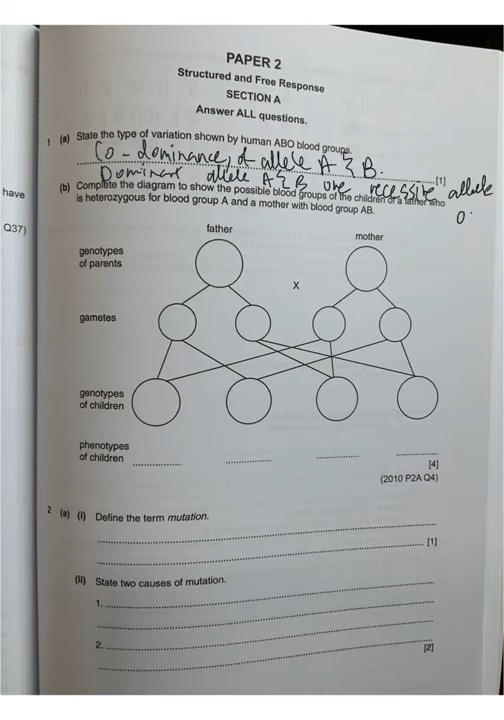 PAPER 2
Structured and Free Response
SECTION A
Answer ALL questions.
1 (a) State the type of variation shown by human ABO blood groups.
Co-dominance, of allele A & B.
[1]
Dominant allele A & B one recessive allele
O.
(b) Complete the diagram to show the possible blood groups of the children of a father who
is heterozygous for blood group A and a mother with blood group AB.
have
Q37)
father
mother
genotypes
of parents
X
gametes
genotypes
of children
phenotypes
of children
[4]
(2010 P2A Q4)
2 (a) (i) Define the term mutation.
[1]
(ii) State two causes of mutation.
1.
2.
[2]